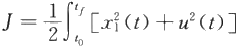 J = \frac{1}{2}\int_{t_0}^{t_f} [x_1^2(t) + u^2(t)]